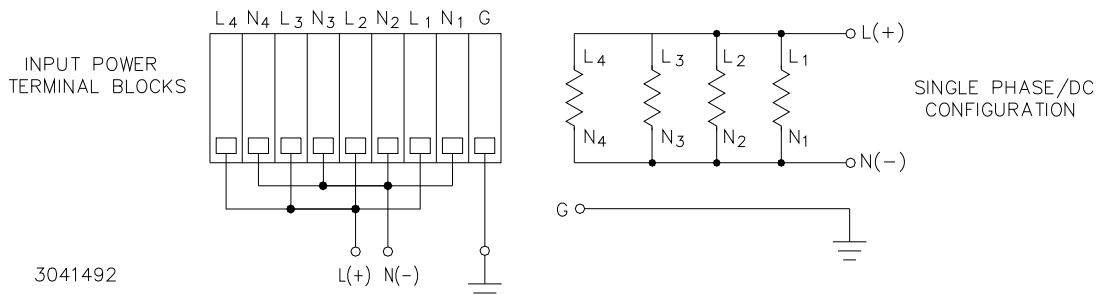 L4 N4 L3 N3 L2 N2 L1 N1 G
INPUT POWER
TERMINAL BLOCKS
L(+) N(-)
3041492
L(+)
L4 L3 L2 L1
N4 N3 N2 N1
N(-)
SINGLE PHASE/DC
CONFIGURATION
G